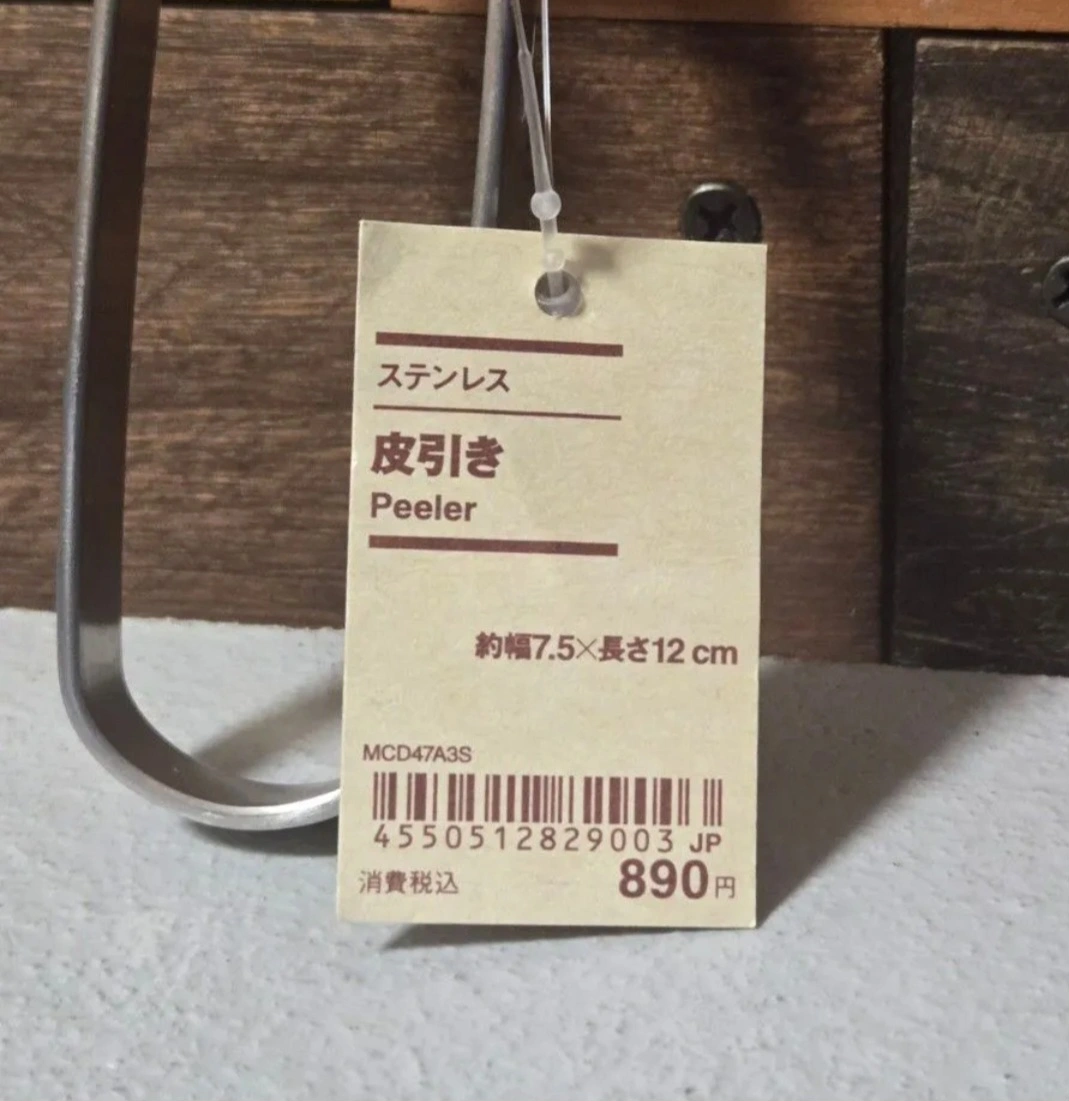 ステンレス
皮引き
Peeler
約幅7.5×長さ12 cm
MCD47A3S
4550512829003 JP
消費税込 890円